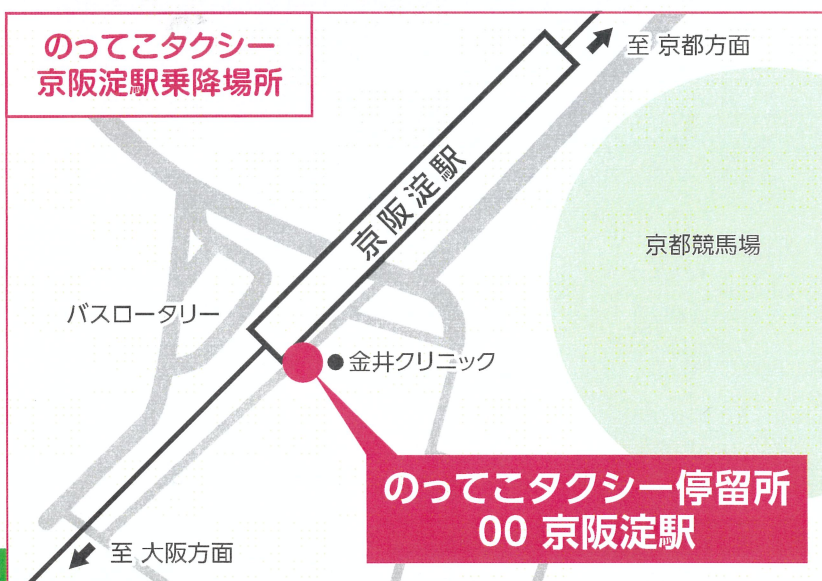 のってこタクシー
京阪淀駅乗降場所
至 京都方面
京阪淀駅
京都競馬場
バスロータリー
金井クリニック
のってこタクシー停留所
00 京阪淀駅
至 大阪方面